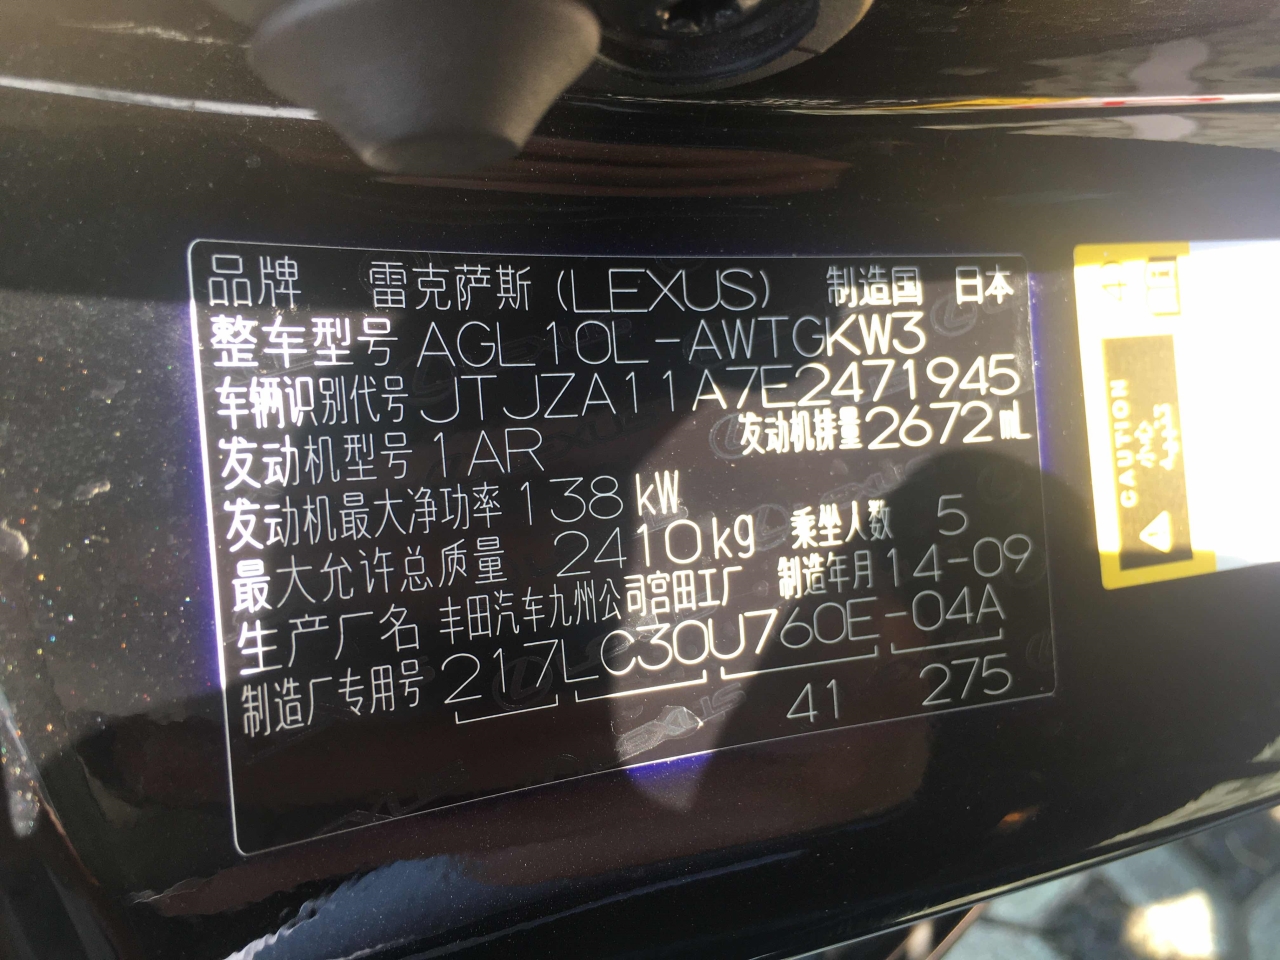 品牌 雷克萨斯 (LEXUS) 制造国 日本
整车型号 AGL10L-AWTGKW3
车辆识别代号 JTJZA11A7E2471945
发动机型号 1AR 发动机排量 2672mL
发动机最大净功率 138kW
最大允许总质量 2410kg 乘坐人数 5
生产厂名 丰田汽车九州公司宫田工厂 制造年月 14-09
制造厂专用号 217LC30U760E-04A
41 275
CAUTION
小心